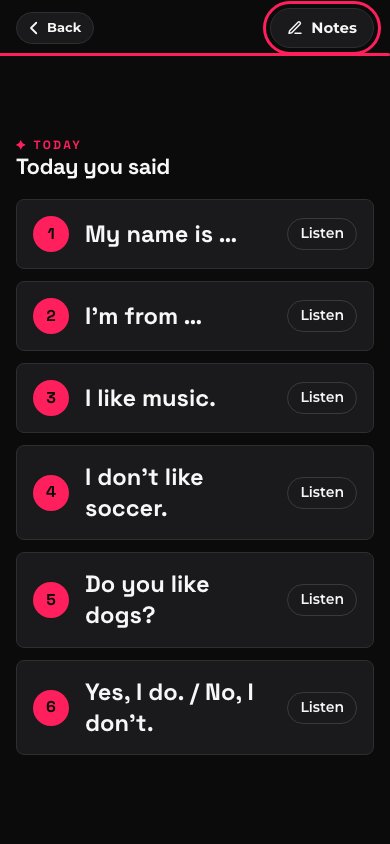 Back
Notes
TODAY
Today you said
1 My name is ... Listen
2 I'm from ... Listen
3 I like music. Listen
4 I don't like
soccer. Listen
5 Do you like
dogs? Listen
6 Yes, I do. / No, I
don't. Listen